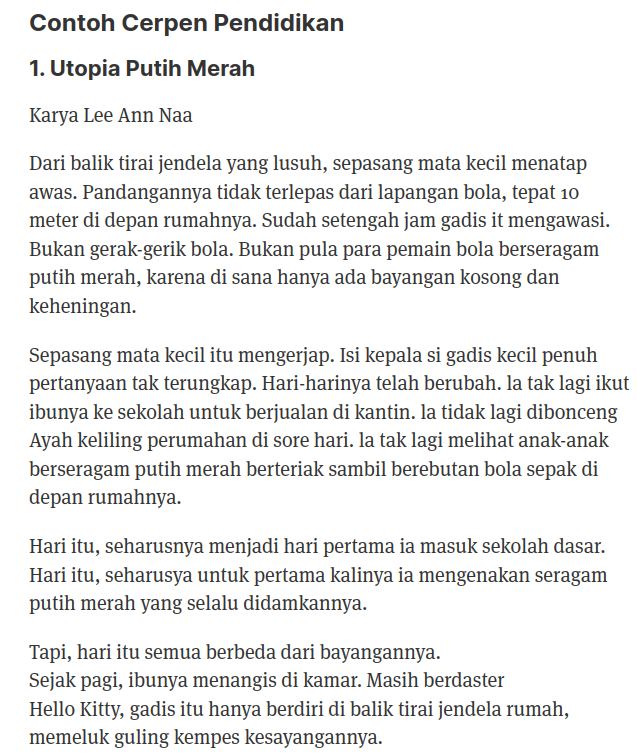 Contoh Cerpen Pendidikan
1. Utopia Putih Merah
Karya Lee Ann Naa
Dari balik tirai jendela yang lusuh, sepasang mata kecil menatap
awas. Pandangannya tidak terlepas dari lapangan bola, tepat 10
meter di depan rumahnya. Sudah setengah jam gadis it mengawasi.
Bukan gerak-gerik bola. Bukan pula para pemain bola berseragam
putih merah, karena di sana hanya ada bayangan kosong dan
keheningan.
Sepasang mata kecil itu mengerjap. Isi kepala si gadis kecil penuh
pertanyaan tak terungkap. Hari-harinya telah berubah. la tak lagi ikut
ibunya ke sekolah untuk berjualan di kantin. la tidak lagi dibonceng
Ayah keliling perumahan di sore hari. la tak lagi melihat anak-anak
berseragam putih merah berteriak sambil berebutan bola sepak di
depan rumahnya.
Hari itu, seharusnya menjadi hari pertama ia masuk sekolah dasar.
Hari itu, seharusya untuk pertama kalinya ia mengenakan seragam
putih merah yang selalu didamkannya.
Tapi, hari itu semua berbeda dari bayangannya.
Sejak pagi, ibunya menangis di kamar. Masih berdaster
Hello Kitty, gadis itu hanya berdiri di balik tirai jendela rumah,
memeluk guling kempes kesayangannya.